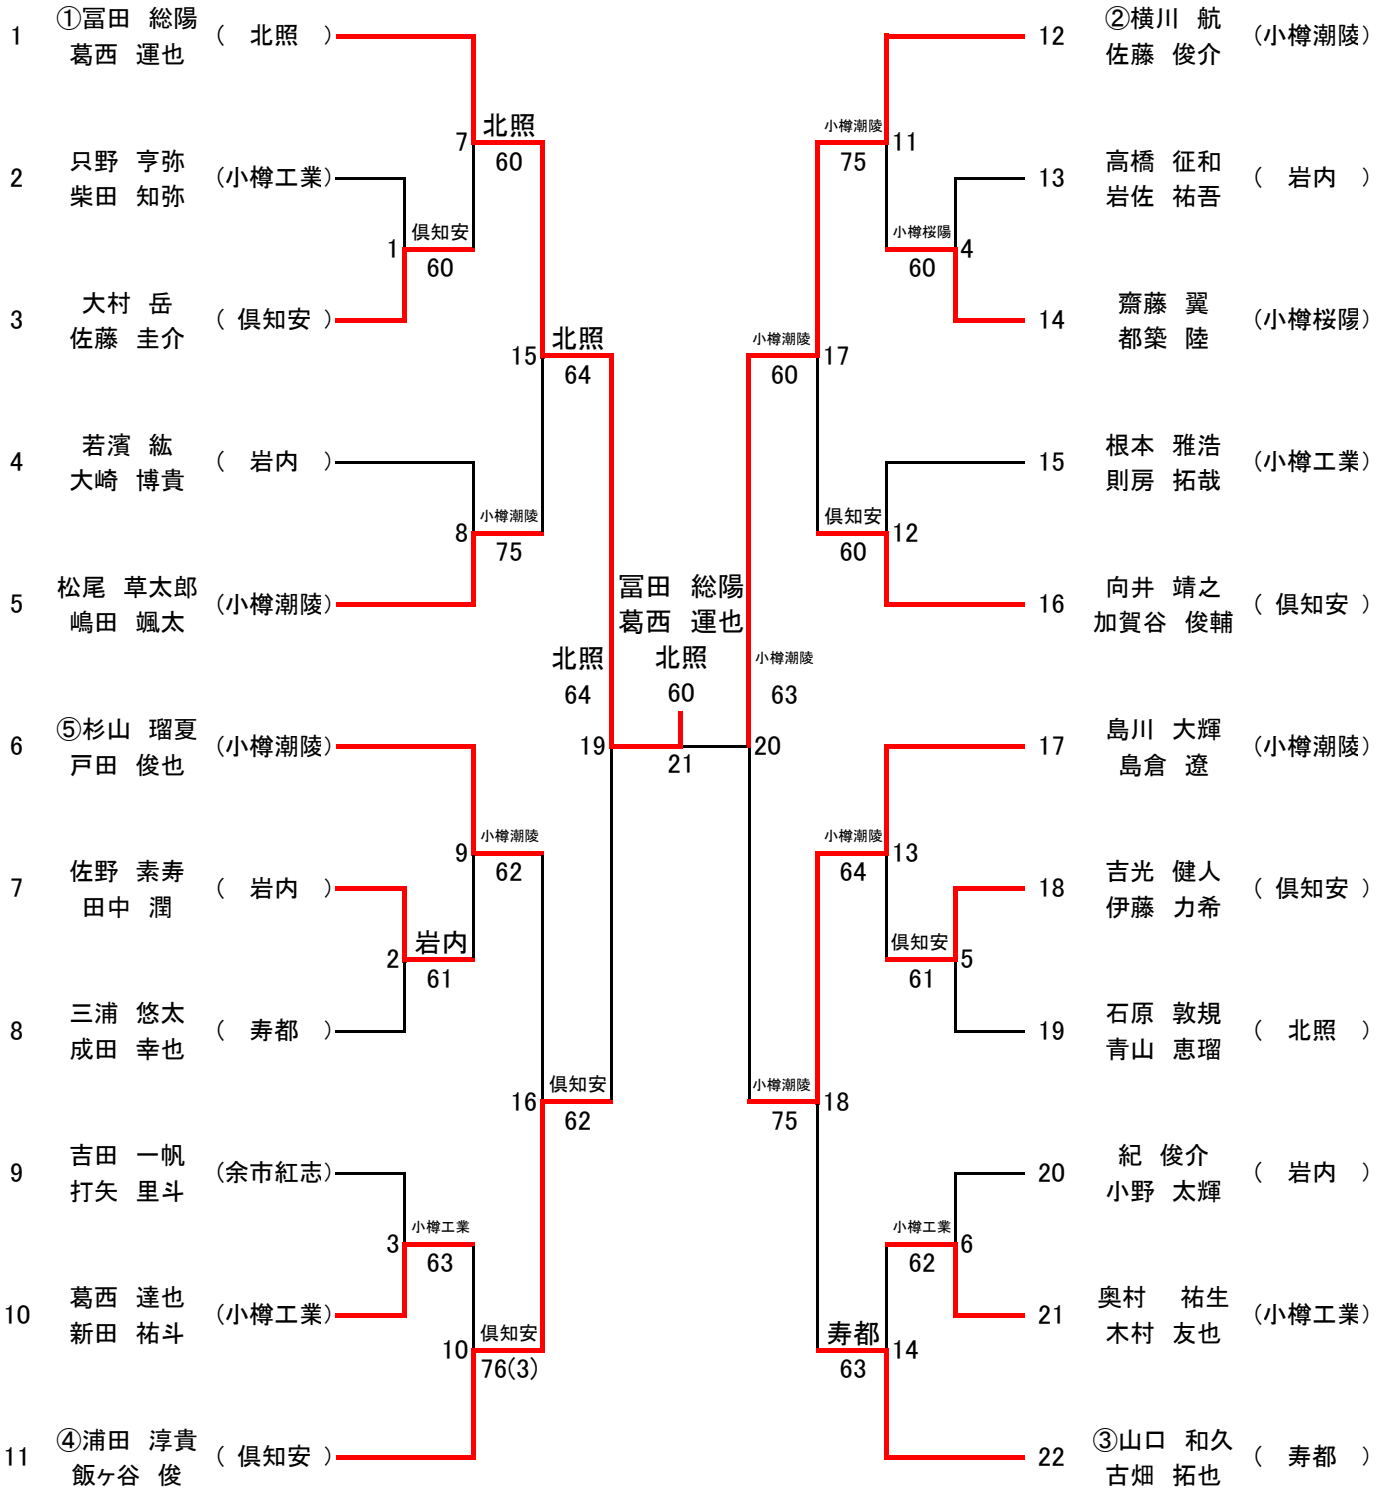 1 ①冨田 総陽 ( 北照 )
葛西 運也
2 只野 亨弥 (小樽工業)
柴田 知弥
3 大村 岳 ( 倶知安 )
佐藤 圭介
4 若濱 紘 ( 岩内 )
大崎 博貴
5 松尾 草太郎 (小樽潮陵)
嶋田 颯太
6 ⑤杉山 瑠夏 (小樽潮陵)
戸田 俊也
7 佐野 素寿 ( 岩内 )
田中 潤
8 三浦 悠太 ( 寿都 )
成田 幸也
9 吉田 一帆 (余市紅志)
打矢 里斗
10 葛西 達也 (小樽工業)
新田 祐斗
11 ④浦田 淳貴 ( 倶知安 )
飯ヶ谷 俊
7 北照
60
1 倶知安
60
15 北照
64
8 小樽潮陵
75
北照
64
19
9 小樽潮陵
62
2 岩内
61
16 倶知安
62
3 小樽工業
63
10 倶知安
76(3)
冨田 総陽
葛西 運也
北照
60
21
小樽潮陵
75
11
小樽桜陽
60
4
小樽潮陵
60
17
倶知安
60
12
小樽潮陵
63
20
小樽潮陵
64
13
倶知安
61
5
小樽潮陵
75
18
小樽工業
62
6
寿都
63
14
12 ②横川 航 (小樽潮陵)
佐藤 俊介
13 高橋 征和 ( 岩内 )
岩佐 祐吾
14 齋藤 翼 (小樽桜陽)
都築 陸
15 根本 雅浩 (小樽工業)
則房 拓哉
16 向井 靖之 ( 倶知安 )
加賀谷 俊輔
17 島川 大輝 (小樽潮陵)
島倉 遼
18 吉光 健人 ( 倶知安 )
伊藤 力希
19 石原 敦規 ( 北照 )
青山 恵瑠
20 紀 俊介 ( 岩内 )
小野 太輝
21 奥村 祐生 (小樽工業)
木村 友也
22 ③山口 和久 ( 寿都 )
古畑 拓也